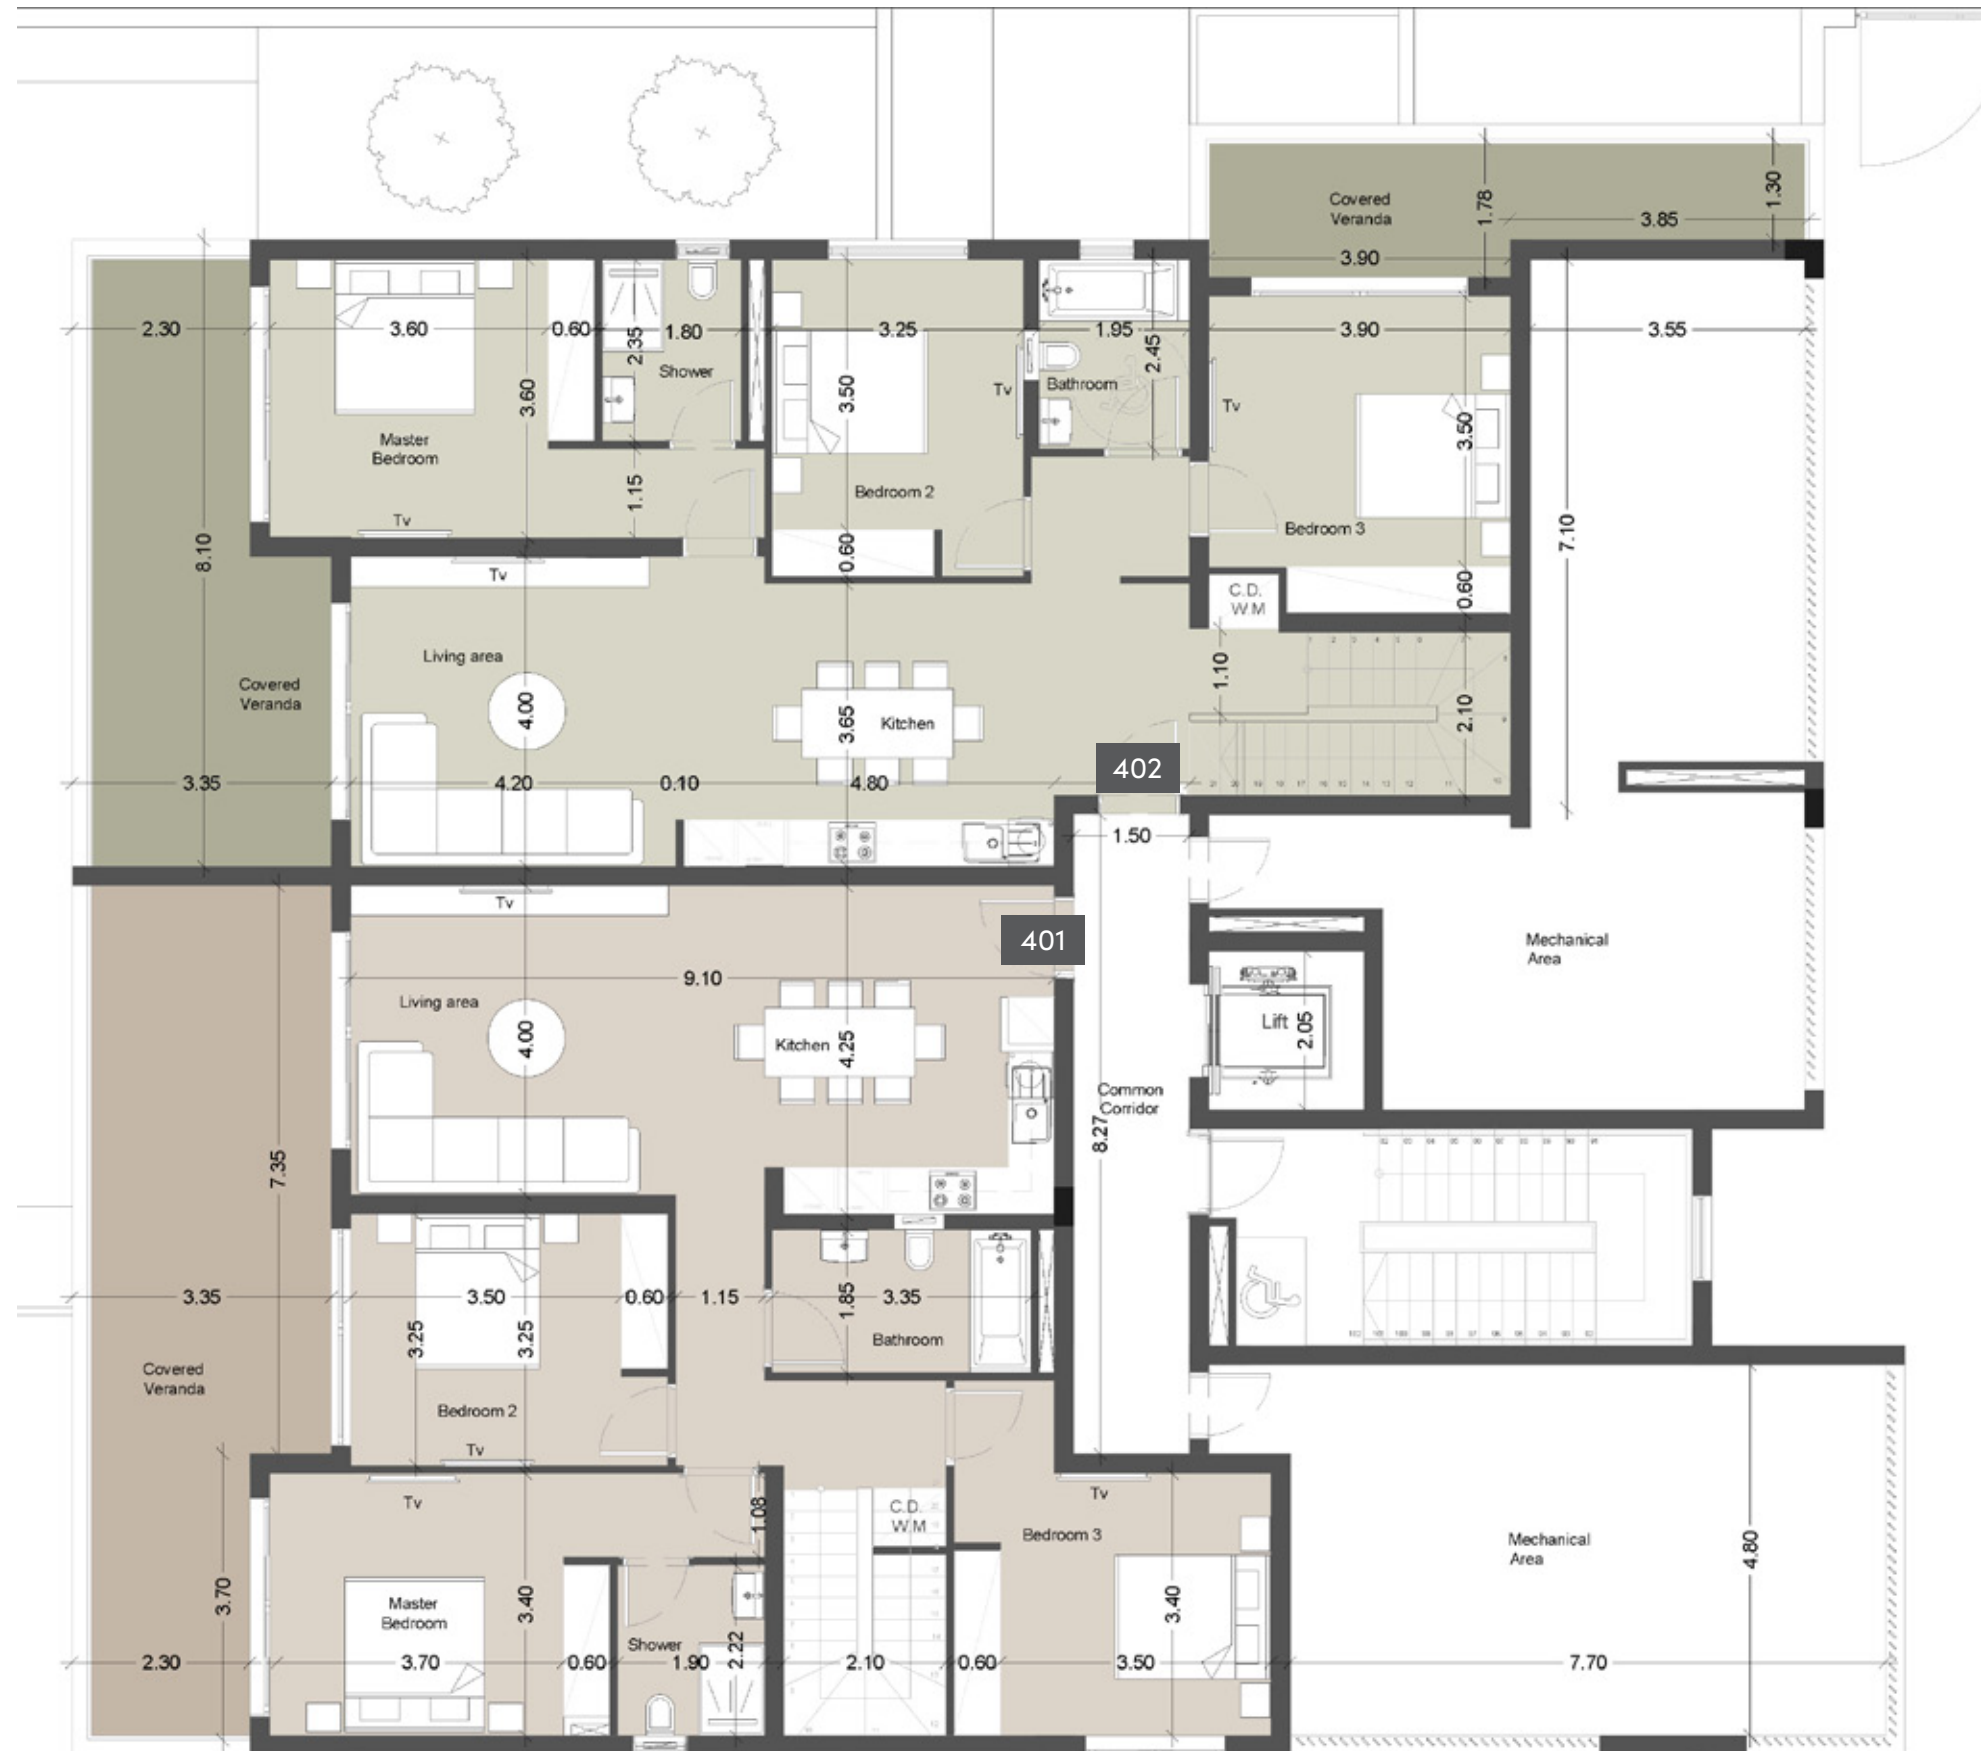 Covered
Veranda
1.78
1.30
3.85
3.90
2.30
3.60
0.60
2.35
1.80
3.25
1.95
2.45
3.90
3.55
Shower
3.60
3.50
Tv
Bathroom
Tv
3.50
Master
Bedroom
1.15
Bedroom 2
Tv
Bedroom 3
8.10
0.60
7.10
Tv
C.D.
W.M
0.60
Living area
1.10
Covered
Veranda
4.00
3.65
Kitchen
2.10
402
3.35
4.20
0.10
4.80
1.50
Tv
401
Mechanical
Area
9.10
Living area
4.00
Kitchen
4.25
Lift
2.05
Common
Corridor
8.27
7.35
3.35
3.50
0.60
1.15
1.85
3.35
3.25
3.25
Bathroom
Covered
Veranda
Bedroom 2
Tv
Tv
1.08
C.D.
W.M
Tv
Bedroom 3
Mechanical
Area
4.80
3.70
Master
Bedroom
3.40
3.40
Shower
2.22
2.30
3.70
0.60
1.90
2.10
0.60
3.50
7.70